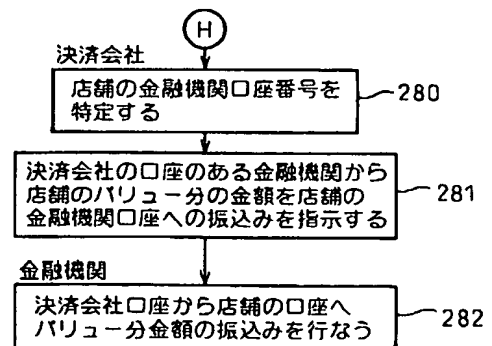 H
決済会社
店舗の金融機関口座番号を
特定する
280
決済会社の口座のある金融機関から
店舗のバリュー分の金額を店舗の
金融機関口座への振込みを指示する
281
金融機関
決済会社口座から店舗の口座へ
バリュー分金額の振込みを行なう
282